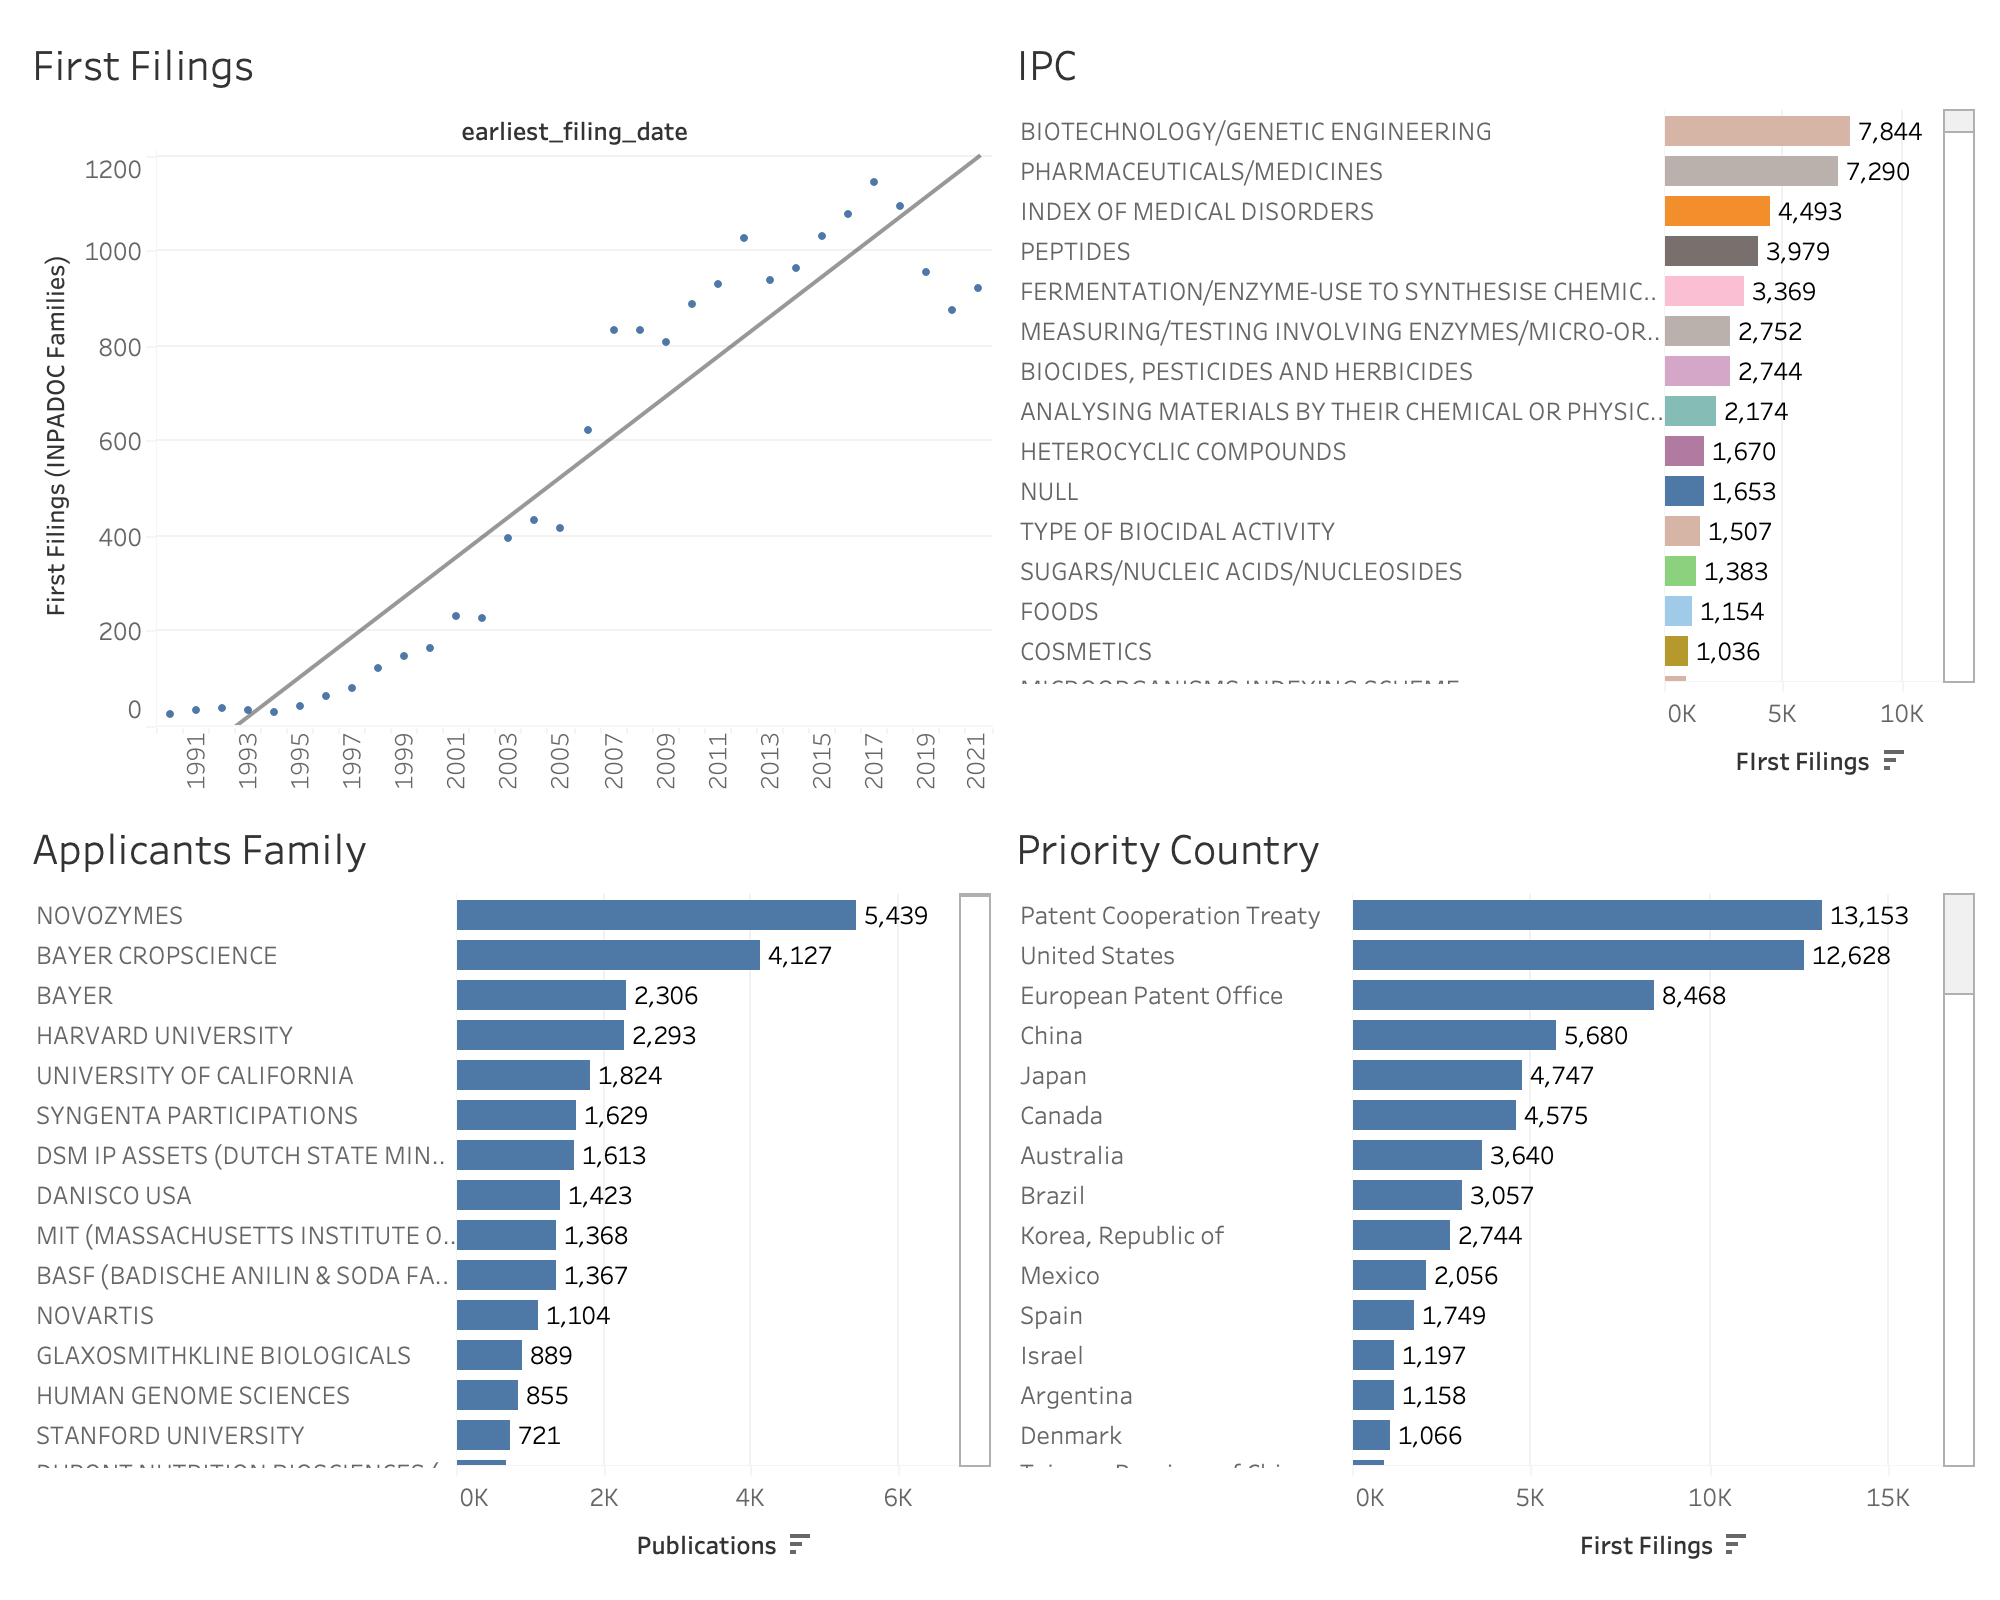 First Filings
earliest_filing_date
First Filings (INPADOC Families)
1200
1000
800
600
400
200
0
1991
1993
1995
1997
1999
2001
2003
2005
2007
2009
2011
2013
2015
2017
2019
2021
IPC
BIOTECHNOLOGY/GENETIC ENGINEERING 7,844
PHARMACEUTICALS/MEDICINES 7,290
INDEX OF MEDICAL DISORDERS 4,493
PEPTIDES 3,979
FERMENTATION/ENZYME-USE TO SYNTHESISE CHEMIC.. 3,369
MEASURING/TESTING INVOLVING ENZYMES/MICRO-OR.. 2,752
BIOCIDES, PESTICIDES AND HERBICIDES 2,744
ANALYSING MATERIALS BY THEIR CHEMICAL OR PHYSIC.. 2,174
HETEROCYCLIC COMPOUNDS 1,670
NULL 1,653
TYPE OF BIOCIDAL ACTIVITY 1,507
SUGARS/NUCLEIC ACIDS/NUCLEOSIDES 1,383
FOODS 1,154
COSMETICS 1,036
MICROORGANISMS INDEXING SCHEME
0K 5K 10K
FIrst Filings
Applicants Family
NOVOZYMES 5,439
BAYER CROPSCIENCE 4,127
BAYER 2,306
HARVARD UNIVERSITY 2,293
UNIVERSITY OF CALIFORNIA 1,824
SYNGENTA PARTICIPATIONS 1,629
DSM IP ASSETS (DUTCH STATE MIN.. 1,613
DANISCO USA 1,423
MIT (MASSACHUSETTS INSTITUTE O.. 1,368
BASF (BADISCHE ANILIN & SODA FA.. 1,367
NOVARTIS 1,104
GLAXOSMITHKLINE BIOLOGICALS 889
HUMAN GENOME SCIENCES 855
STANFORD UNIVERSITY 721
DUPONT NUTRITION BIOSCIENCES (
0K 2K 4K 6K
Publications
Priority Country
Patent Cooperation Treaty 13,153
United States 12,628
European Patent Office 8,468
China 5,680
Japan 4,747
Canada 4,575
Australia 3,640
Brazil 3,057
Korea, Republic of 2,744
Mexico 2,056
Spain 1,749
Israel 1,197
Argentina 1,158
Denmark 1,066
0K 5K 10K 15K
First Filings